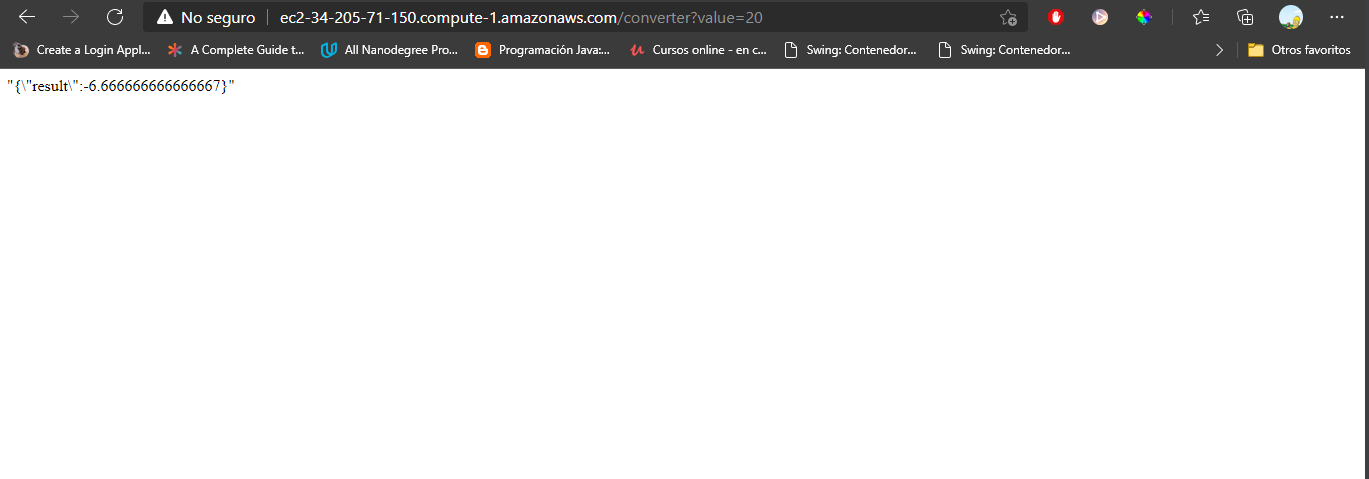 No seguro ec2-34-205-71-150.compute-1.amazonaws.com/converter?value=20
Create a Login Appl... A Complete Guide t... All Nanodegree Pro... Programación Java:... Cursos online - en c... Swing: Contenedor... Swing: Contenedor... Otros favoritos
"{\"result\":-6.666666666666667}"